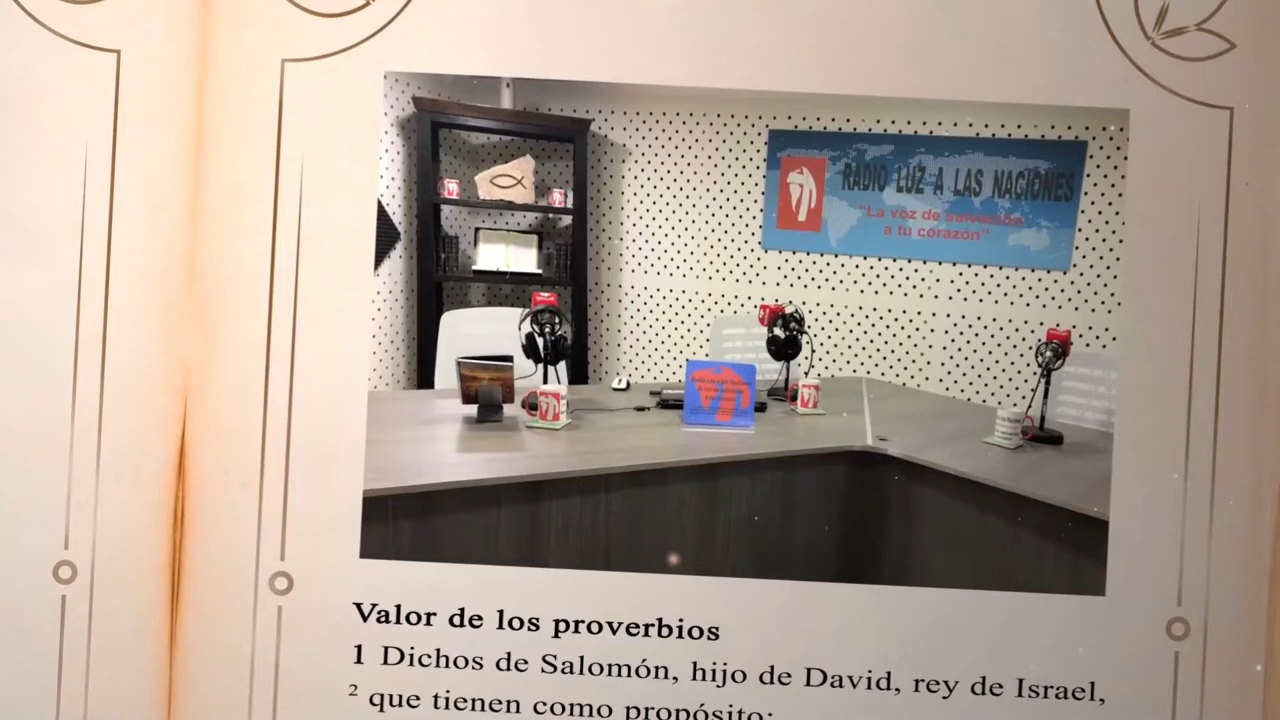 RADIO LUZ A LAS NACIONES
"La voz de salvación
a tu corazón"
Valor de los proverbios
1 Dichos de Salomón, hijo de David, rey de Israel,
2 que tienen como propósito: